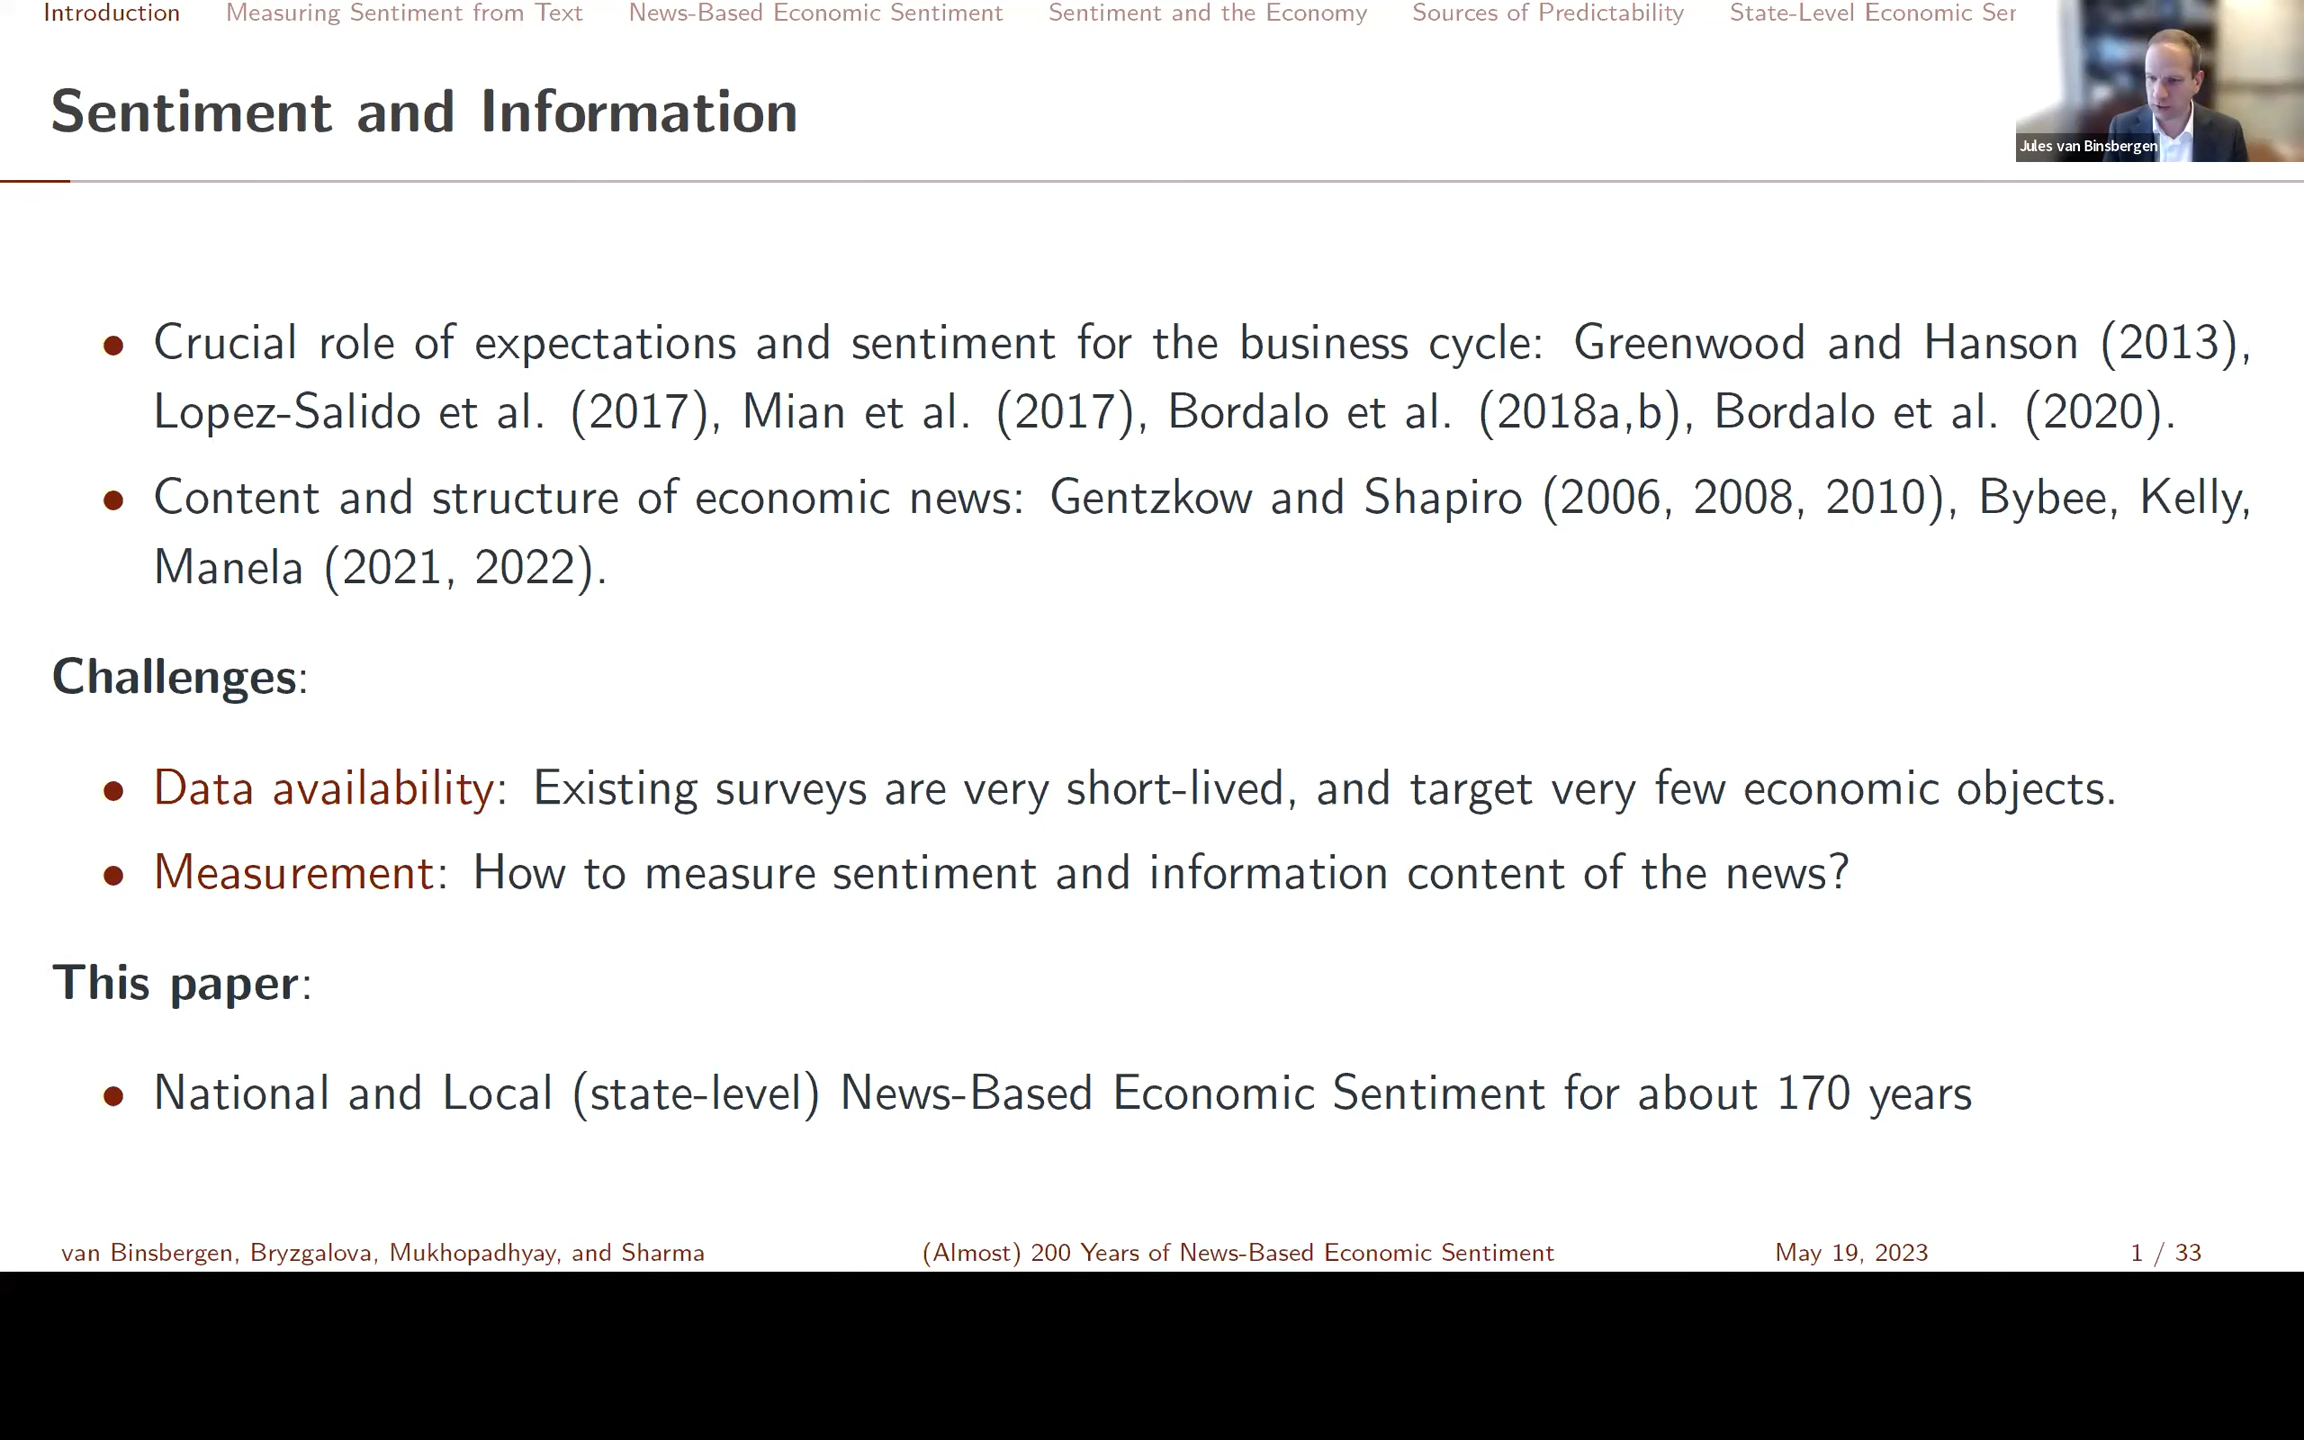 Introduction Measuring Sentiment from Text News-Based Economic Sentiment Sentiment and the Economy Sources of Predictability State-Level Economic Ser
Sentiment and Information
Jules van Binsbergen
• Crucial role of expectations and sentiment for the business cycle: Greenwood and Hanson (2013),
Lopez-Salido et al. (2017), Mian et al. (2017), Bordalo et al. (2018a,b), Bordalo et al. (2020).
• Content and structure of economic news: Gentzkow and Shapiro (2006, 2008, 2010), Bybee, Kelly,
Manela (2021, 2022).
Challenges:
• Data availability: Existing surveys are very short-lived, and target very few economic objects.
• Measurement: How to measure sentiment and information content of the news?
This paper:
• National and Local (state-level) News-Based Economic Sentiment for about 170 years
van Binsbergen, Bryzgalova, Mukhopadhyay, and Sharma (Almost) 200 Years of News-Based Economic Sentiment May 19, 2023 1 / 33